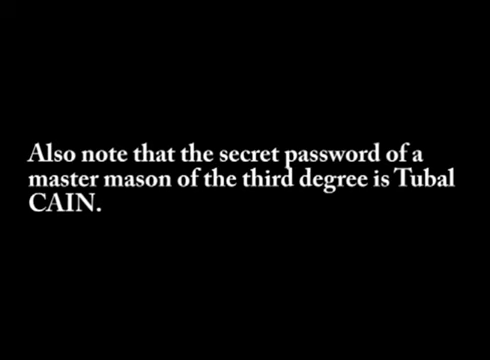 Also note that the secret password of a
master mason of the third degree is Tubal
CAIN.